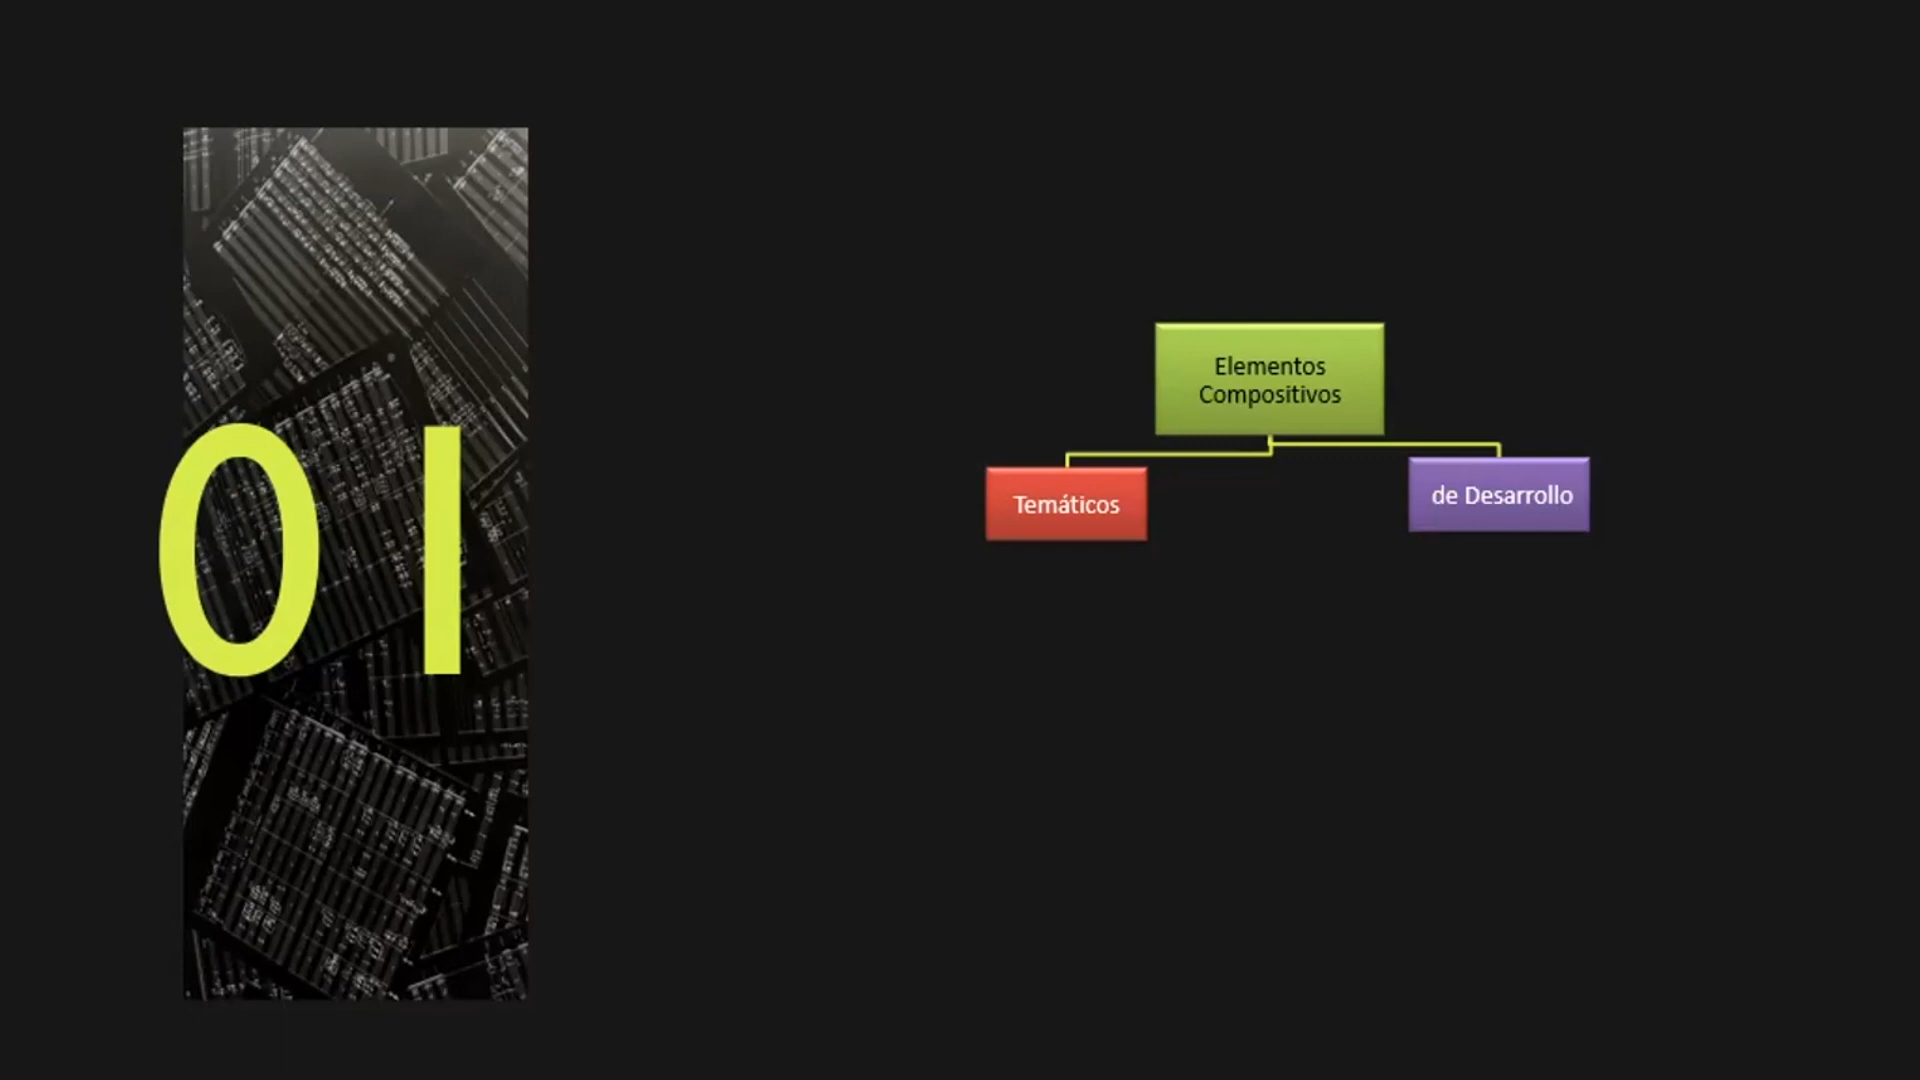 01
Elementos
Compositivos
Temáticos
de Desarrollo